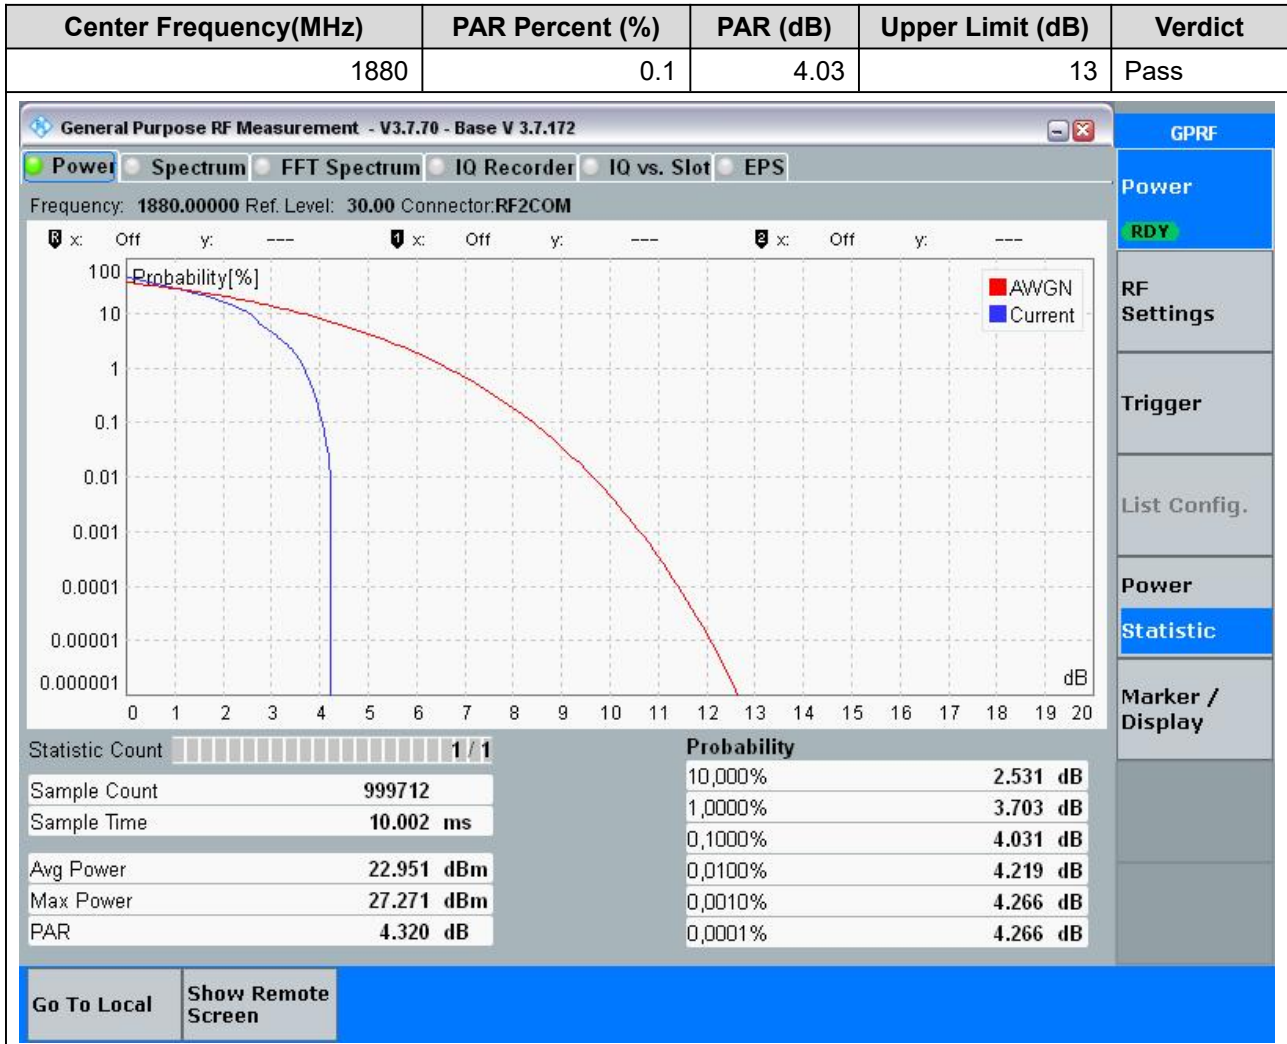 Center Frequency(MHz) PAR Percent (%) PAR (dB) Upper Limit (dB) Verdict
1880 0.1 4.03 13 Pass
General Purpose RF Measurement - V3.7.70 - Base V 3.7.172
GPRF
Power Spectrum FFT Spectrum IQ Recorder IQ vs. Slot EPS
Power
RDY
Frequency: 1880.00000 Ref. Level: 30.00 Connector:RF2COM
R x: Off y: --- 1 x: Off y: --- 2 x: Off y: ---
Probability[%]
AWGN
Current
100
10
1
0.1
0.01
0.001
0.0001
0.00001
0.000001
dB
0 1 2 3 4 5 6 7 8 9 10 11 12 13 14 15 16 17 18 19 20
RF
Settings
Trigger
List Config.
Power
Statistic
Marker /
Display
Statistic Count 1 / 1
Sample Count 999712
Sample Time 10.002 ms
Avg Power 22.951 dBm
Max Power 27.271 dBm
PAR 4.320 dB
Probability
10,000% 2.531 dB
1,0000% 3.703 dB
0,1000% 4.031 dB
0,0100% 4.219 dB
0,0010% 4.266 dB
0,0001% 4.266 dB
Go To Local
Show Remote
Screen